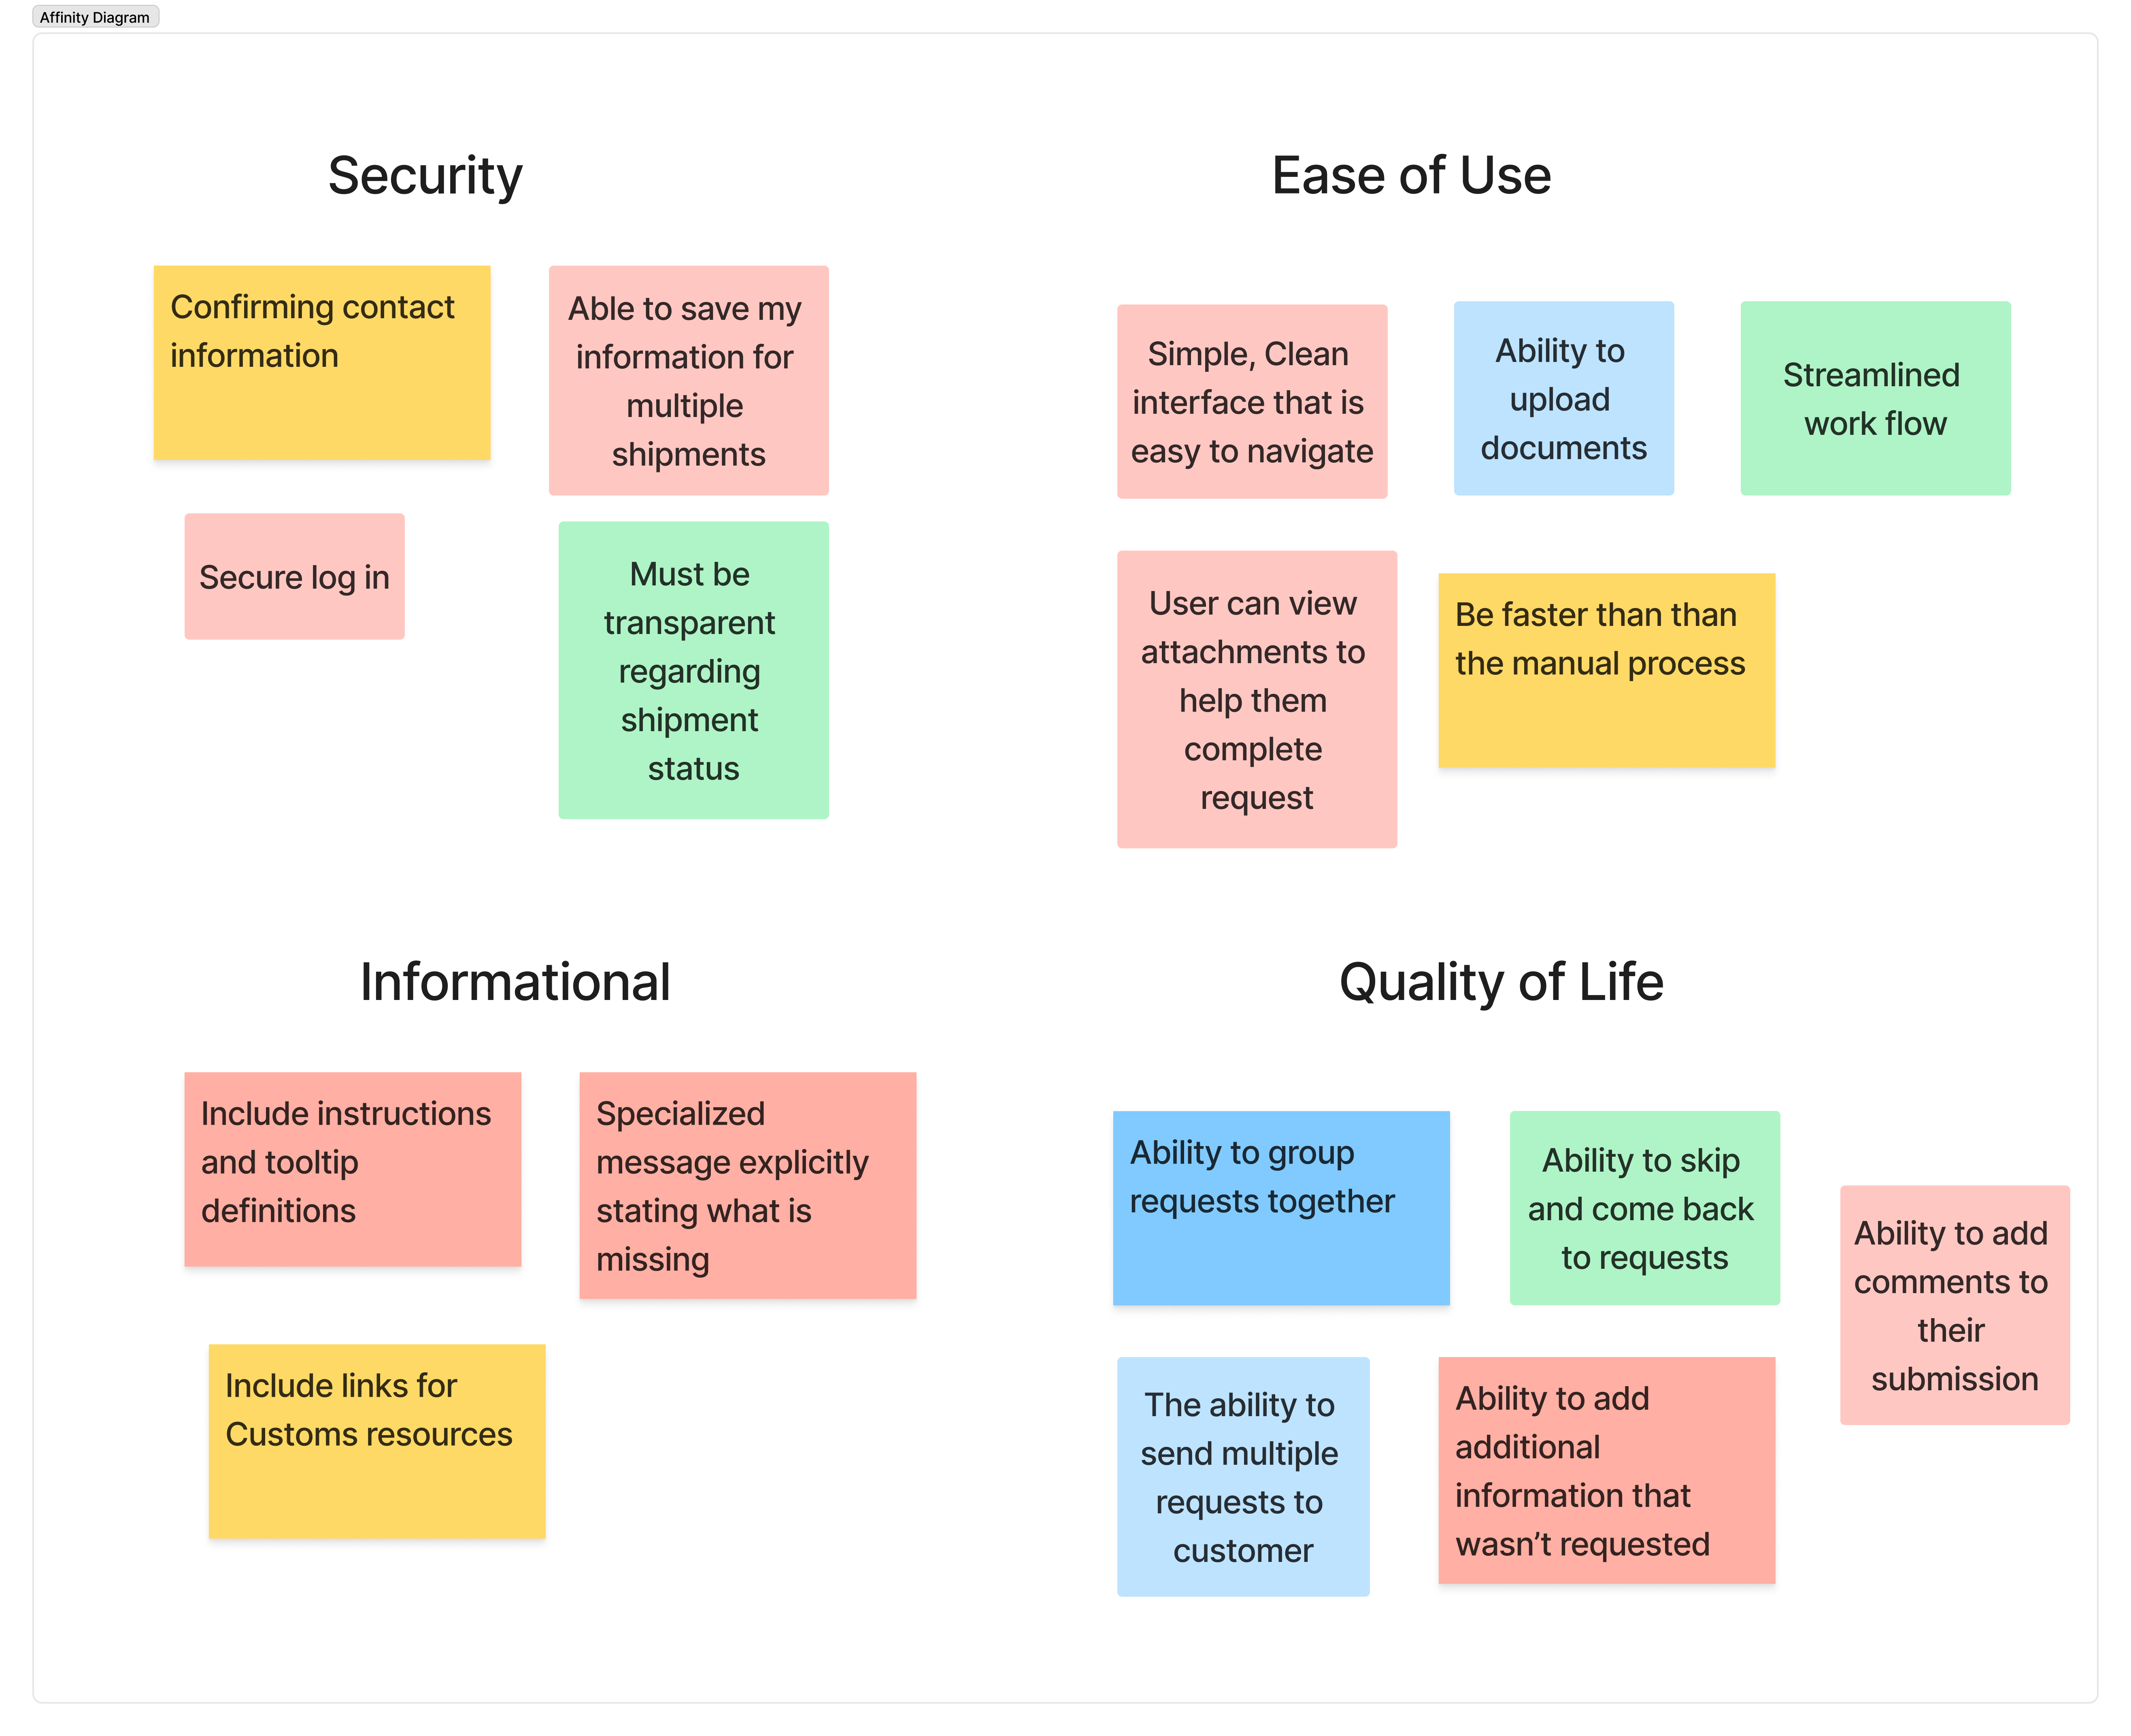 Affinity Diagram
Security
Confirming contact
information
Able to save my
information for
multiple
shipments
Secure log in
Must be
transparent
regarding
shipment
status
Ease of Use
Simple, Clean
interface that is
easy to navigate
Ability to
upload
documents
Streamlined
work flow
User can view
attachments to
help them
complete
request
Be faster than than
the manual process
Informational
Include instructions
and tooltip
definitions
Specialized
message explicitly
stating what is
missing
Include links for
Customs resources
Quality of Life
Ability to group
requests together
Ability to skip
and come back
to requests
Ability to add
comments to
their
submission
The ability to
send multiple
requests to
customer
Ability to add
additional
information that
wasn’t requested